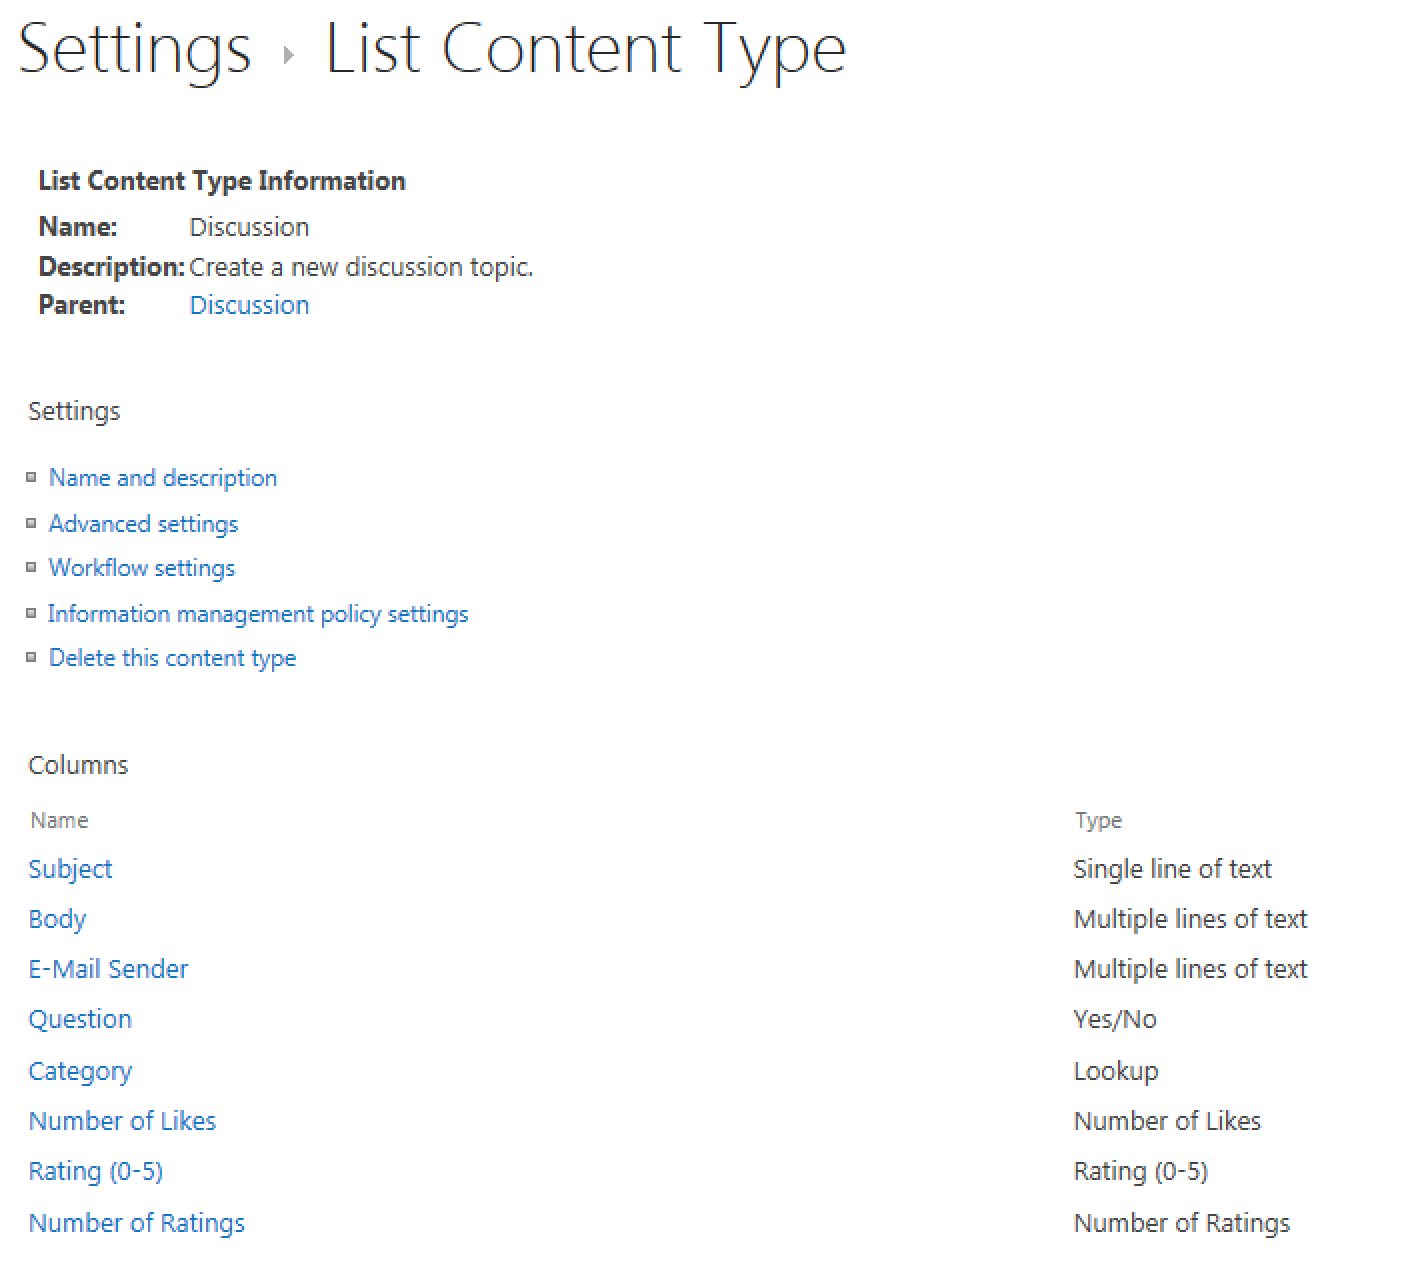 Settings ▸ List Content Type
List Content Type Information
Name: Discussion
Description: Create a new discussion topic.
Parent: Discussion
Settings
Name and description
Advanced settings
Workflow settings
Information management policy settings
Delete this content type
Columns
Name Type
Subject Single line of text
Body Multiple lines of text
E-Mail Sender Multiple lines of text
Question Yes/No
Category Lookup
Number of Likes Number of Likes
Rating (0-5) Rating (0-5)
Number of Ratings Number of Ratings